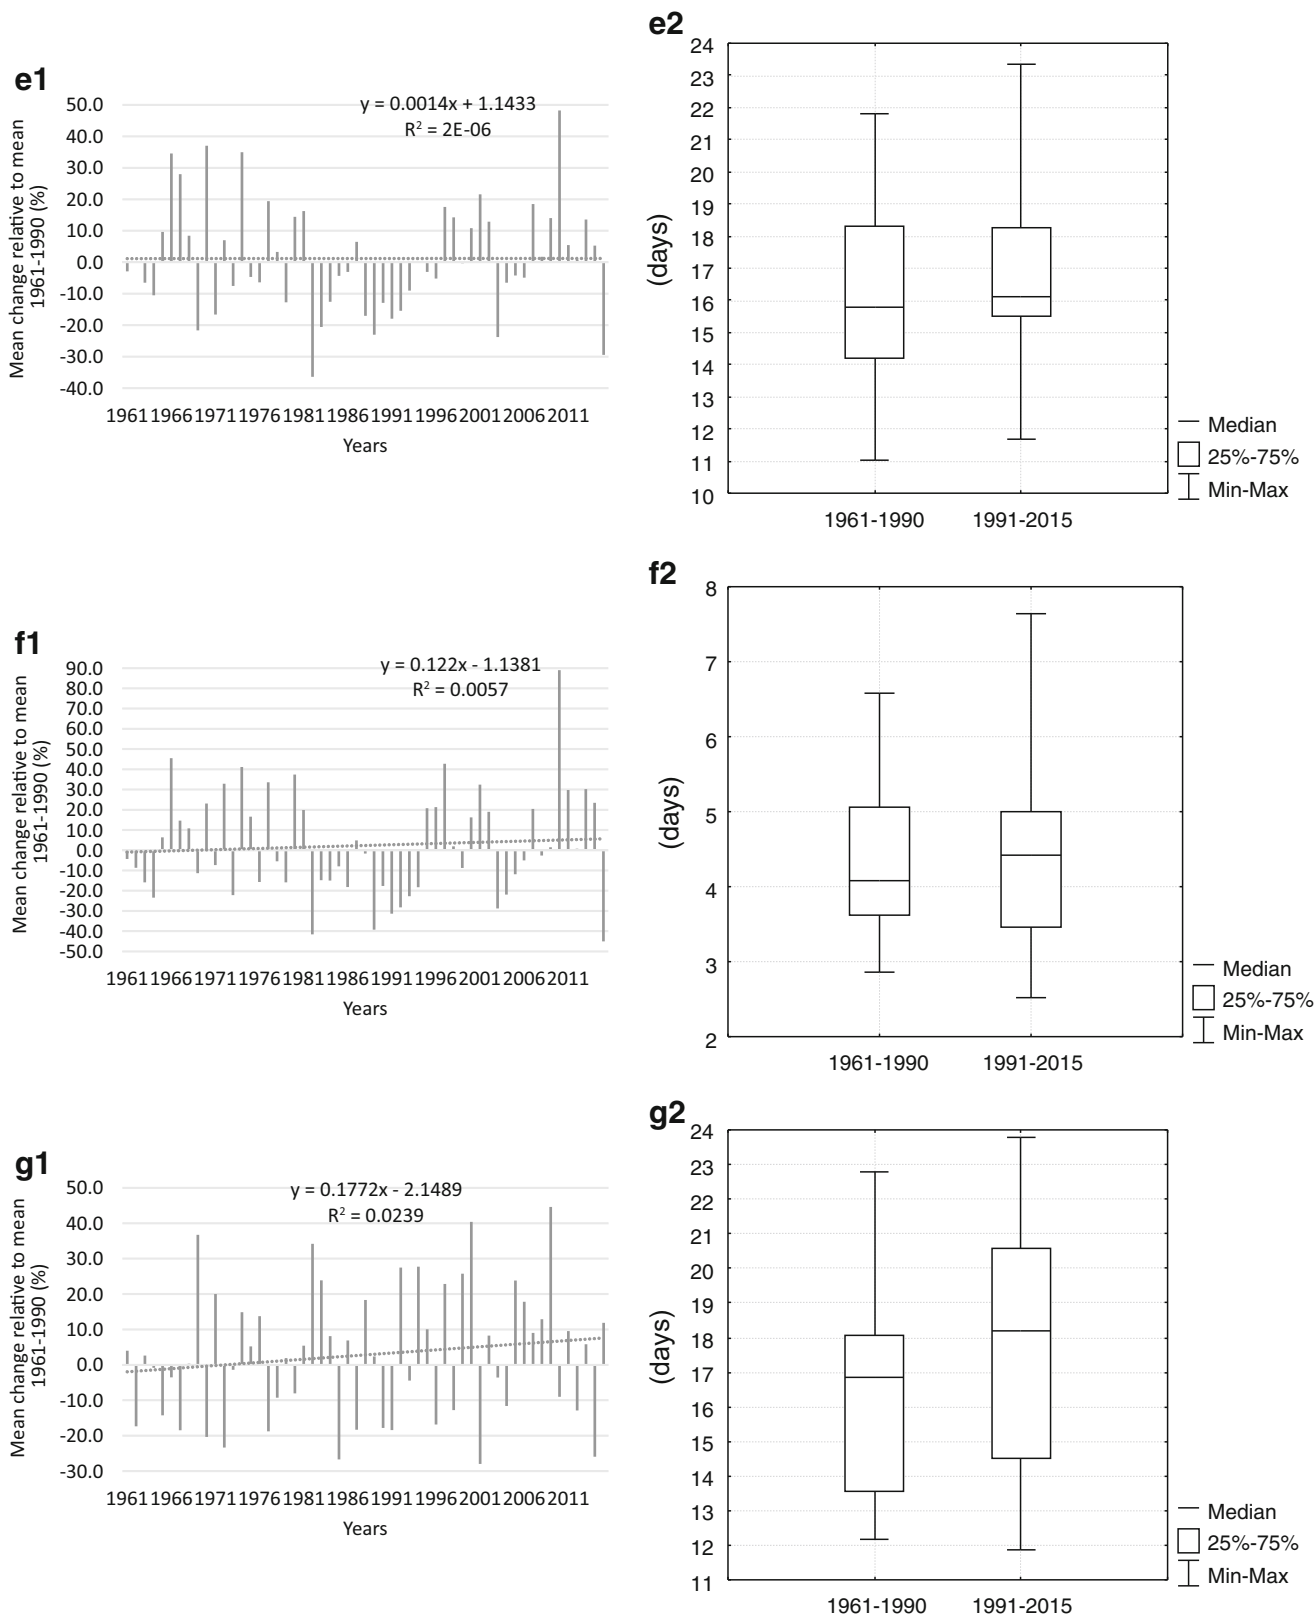 e1
y = 0.0014x + 1.1433
R² = 2E-06
Mean change relative to mean
1961-1990 (%)
50.0
40.0
30.0
20.0
10.0
0.0
-10.0
-20.0
-30.0
-40.0
1961 1966 1971 1976 1981 1986 1991 1996 2001 2006 2011
Years
e2
(days)
24
23
22
21
20
19
18
17
16
15
14
13
12
11
10
1961-1990 1991-2015
Median
25%-75%
Min-Max
f1
y = 0.122x - 1.1381
R² = 0.0057
Mean change relative to mean
1961-1990 (%)
90.0
80.0
70.0
60.0
50.0
40.0
30.0
20.0
10.0
0.0
-10.0
-20.0
-30.0
-40.0
-50.0
1961 1966 1971 1976 1981 1986 1991 1996 2001 2006 2011
Years
f2
(days)
8
7
6
5
4
3
2
1961-1990 1991-2015
Median
25%-75%
Min-Max
g1
y = 0.1772x - 2.1489
R² = 0.0239
Mean change relative to mean
1961-1990 (%)
50.0
40.0
30.0
20.0
10.0
0.0
-10.0
-20.0
-30.0
1961 1966 1971 1976 1981 1986 1991 1996 2001 2006 2011
Years
g2
(days)
24
23
22
21
20
19
18
17
16
15
14
13
12
11
1961-1990 1991-2015
Median
25%-75%
Min-Max